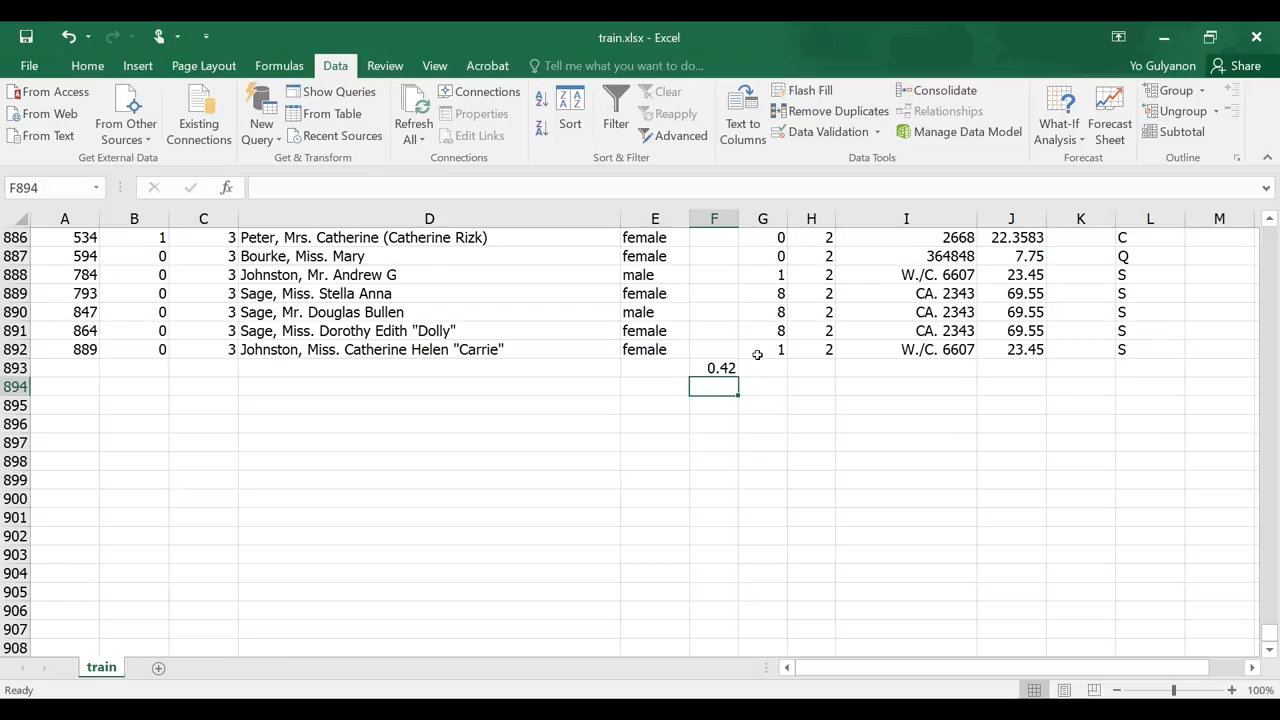 train.xlsx - Excel
File Home Insert Page Layout Formulas Data Review View Acrobat Tell me what you want to do... Yo Gulyanon Share
From Access Show Queries Connections Clear Flash Fill Consolidate Group
From Web From Table Properties Reapply Remove Duplicates Relationships Ungroup
From Text Recent Sources Edit Links Advanced Data Validation Manage Data Model Subtotal
From Other Sources Existing Connections New Query Refresh All Sort Filter Text to Columns What-If Analysis Forecast Sheet
Get External Data Get & Transform Connections Sort & Filter Data Tools Forecast Outline
F894 fx
A B C D E F G H I J K L M
886 534 1 3 Peter, Mrs. Catherine (Catherine Rizk) female 0 2 2668 22.3583 C
887 594 0 3 Bourke, Miss. Mary female 0 2 364848 7.75 Q
888 784 0 3 Johnston, Mr. Andrew G male 1 2 W./C. 6607 23.45 S
889 793 0 3 Sage, Miss. Stella Anna female 8 2 CA. 2343 69.55 S
890 847 0 3 Sage, Mr. Douglas Bullen male 8 2 CA. 2343 69.55 S
891 864 0 3 Sage, Miss. Dorothy Edith "Dolly" female 8 2 CA. 2343 69.55 S
892 889 0 3 Johnston, Miss. Catherine Helen "Carrie" female 1 2 W./C. 6607 23.45 S
893 0.42
894
895
896
897
898
899
900
901
902
903
904
905
906
907
908
train
Ready 100%